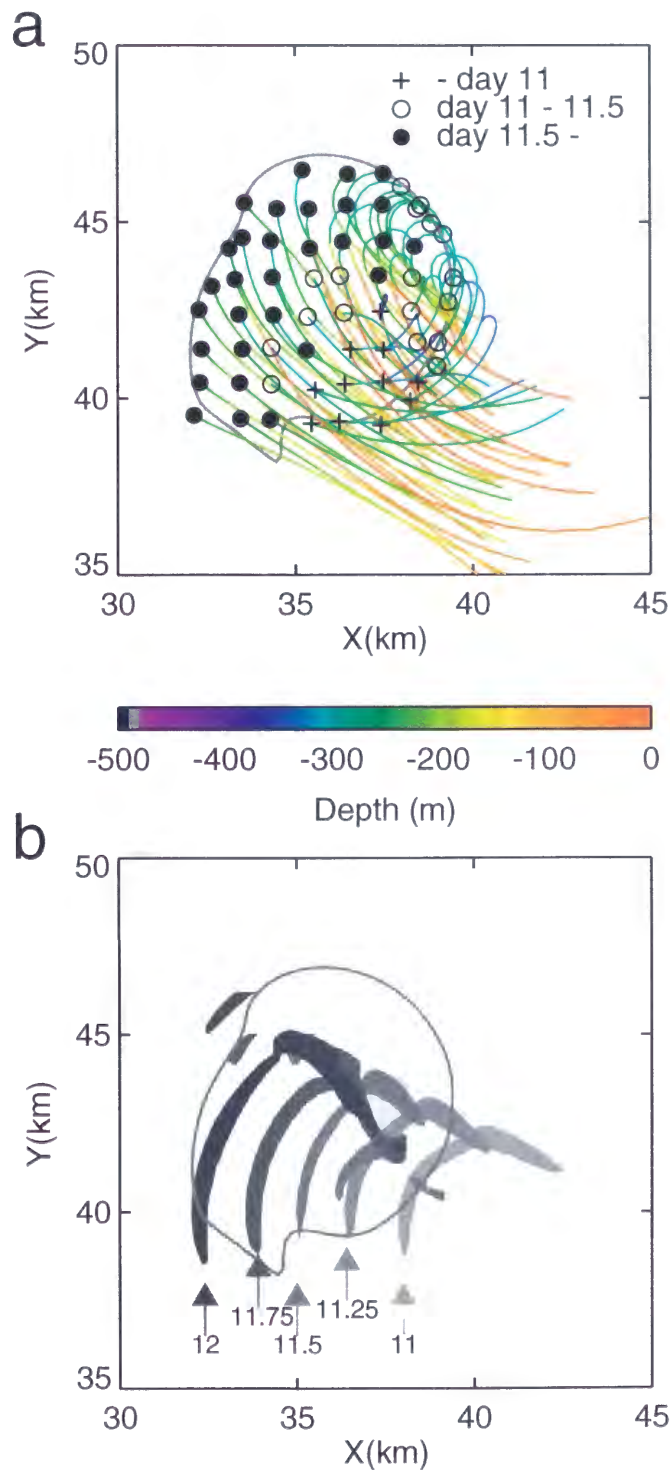 a
50
+ - day 11
○ day 11 - 11.5
● day 11.5 -
45
Y(km)
40
35
30 35 40 45
X(km)
-500 -400 -300 -200 -100 0
Depth (m)
b
50
45
Y(km)
40
11.75 11.25
12 11.5 11
35
30 35 40 45
X(km)